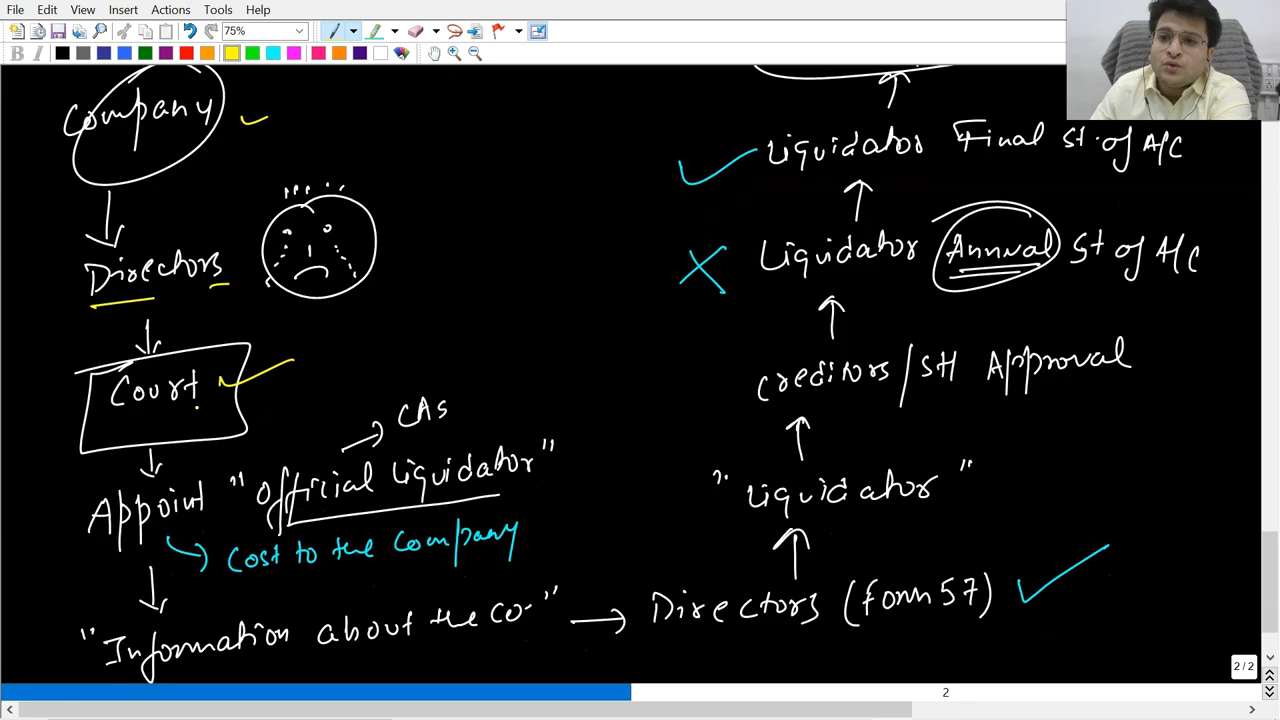 File Edit View Insert Actions Tools Help
75%
B I
Company
Directors
Court
CAs
Appoint "Official Liquidator"
Cost to the Company
"Information about the co-" → Directors (Form 57)
"Liquidator"
Creditors/SH Approval
Liquidator Annual St of A/C
Liquidator Final St. of A/C
2/2
2